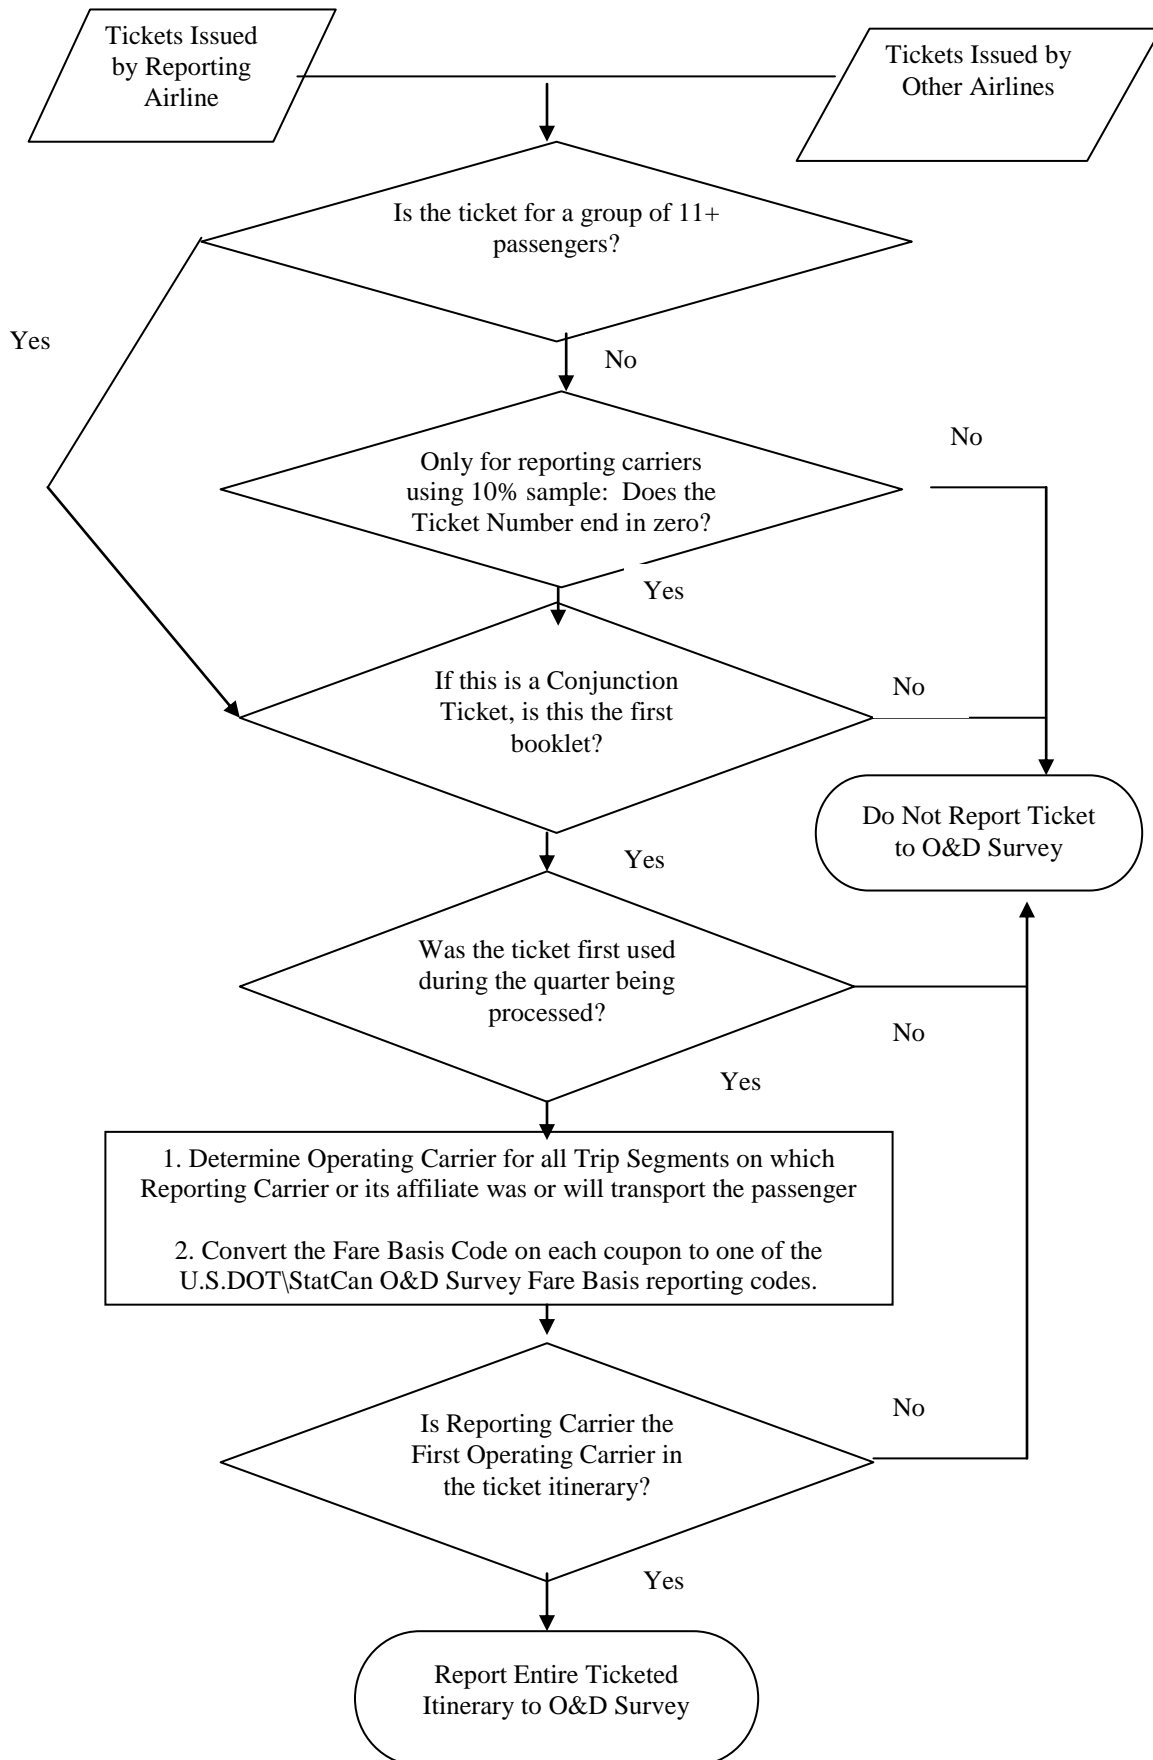 Tickets Issued
by Reporting
Airline
Tickets Issued by
Other Airlines
Is the ticket for a group of 11+
passengers?
Yes
No
Only for reporting carriers
using 10% sample:  Does the
Ticket Number end in zero?
No
Yes
If this is a Conjunction
Ticket, is this the first
booklet?
No
Do Not Report Ticket
to O&D Survey
Yes
Was the ticket first used
during the quarter being
processed?
No
Yes
1. Determine Operating Carrier for all Trip Segments on which
Reporting Carrier or its affiliate was or will transport the passenger
2. Convert the Fare Basis Code on each coupon to one of the
U.S.DOT\StatCan O&D Survey Fare Basis reporting codes.
Is Reporting Carrier the
First Operating Carrier in
the ticket itinerary?
No
Yes
Report Entire Ticketed
Itinerary to O&D Survey